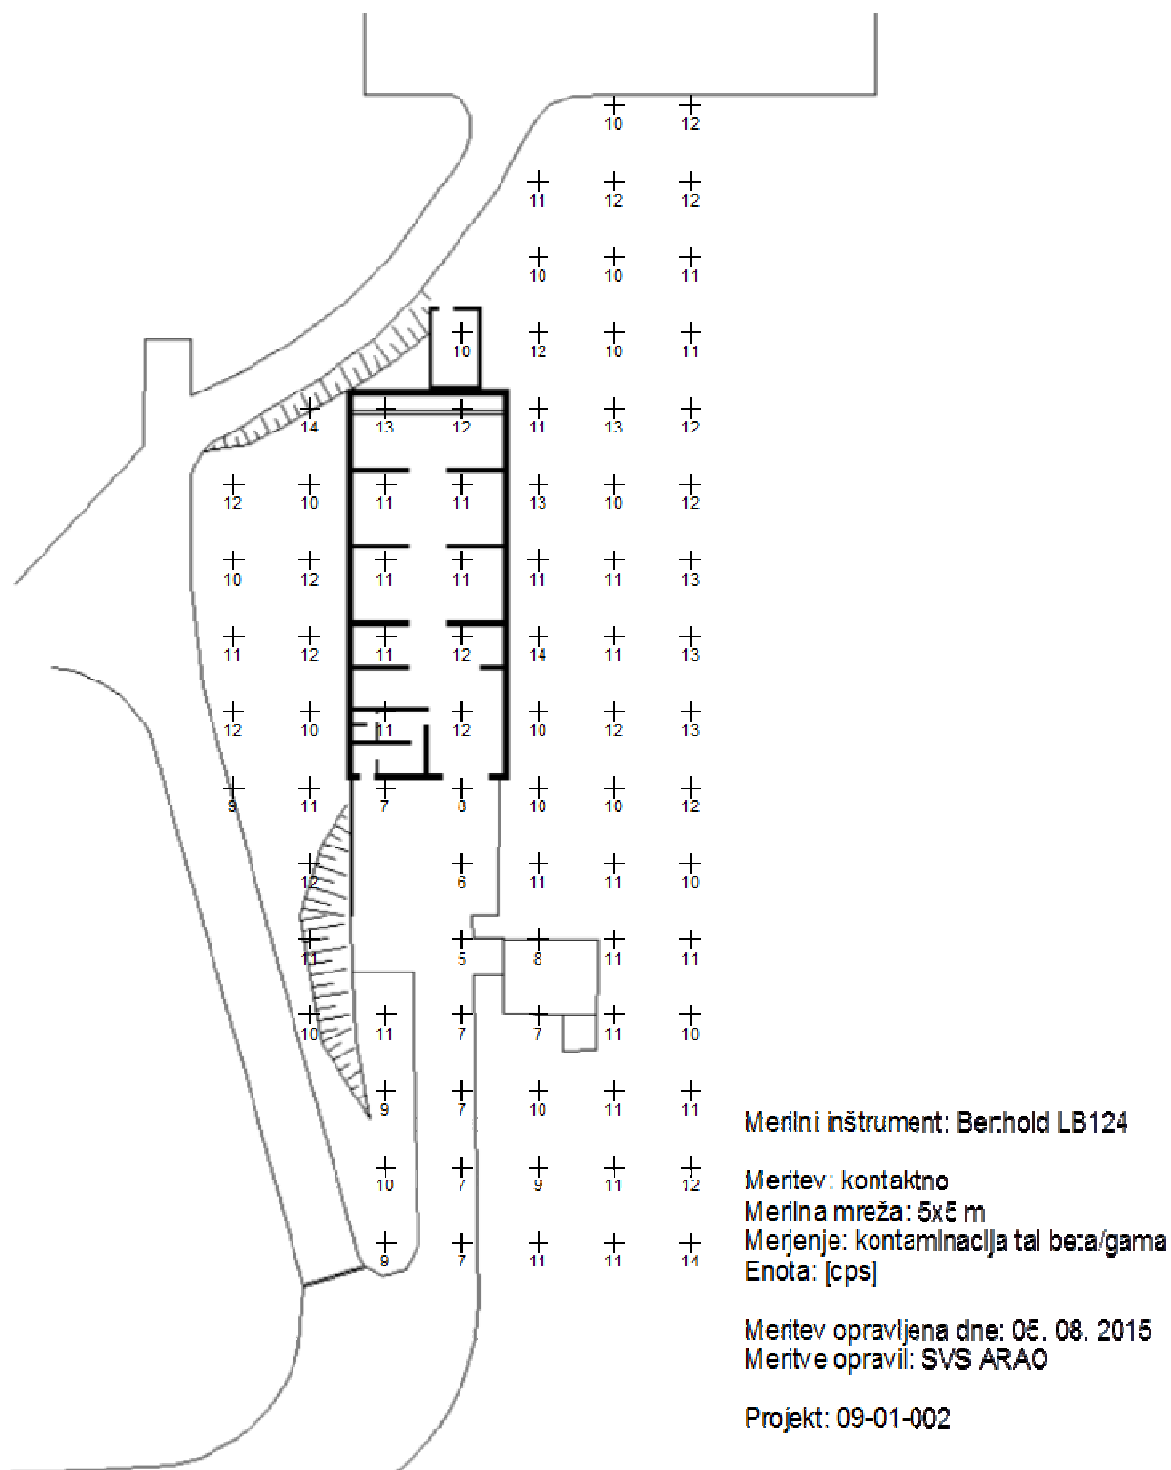 10 12
11 12 12
10 10 11
10 12 10 11
14 13 12 11 13 12
12 10 11 11 13 10 12
10 12 11 11 11 11 13
11 12 11 12 14 11 13
12 10 11 12 10 12 13
9 11 7 8 10 10 12
12 6 11 11 10
11 5 8 11 11
10 11 7 7 11 10
9 7 10 11 11
10 7 9 11 12
9 7 11 11 14
Merilni inštrument: Berthold LB124
Meritev: kontaktno
Merilna mreža: 5x5 m
Merjenje: kontaminacija tal beta/gama
Enota: [cps]
Meritev opravljena dne: 08. 2015
Meritve opravil: SVS ARAO
Projekt: 09-01-002